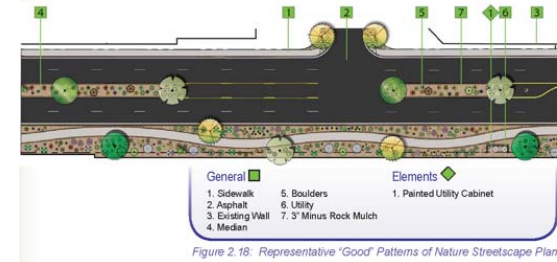 4 1 2 5 7 1 6 3
General Elements
1. Sidewalk 5. Boulders 1. Painted Utility Cabinet
2. Asphalt 6. Utility
3. Existing Wall 7. 3" Minus Rock Mulch
4. Median
Figure 2.18: Representative "Good" Patterns of Nature Streetscape Plan